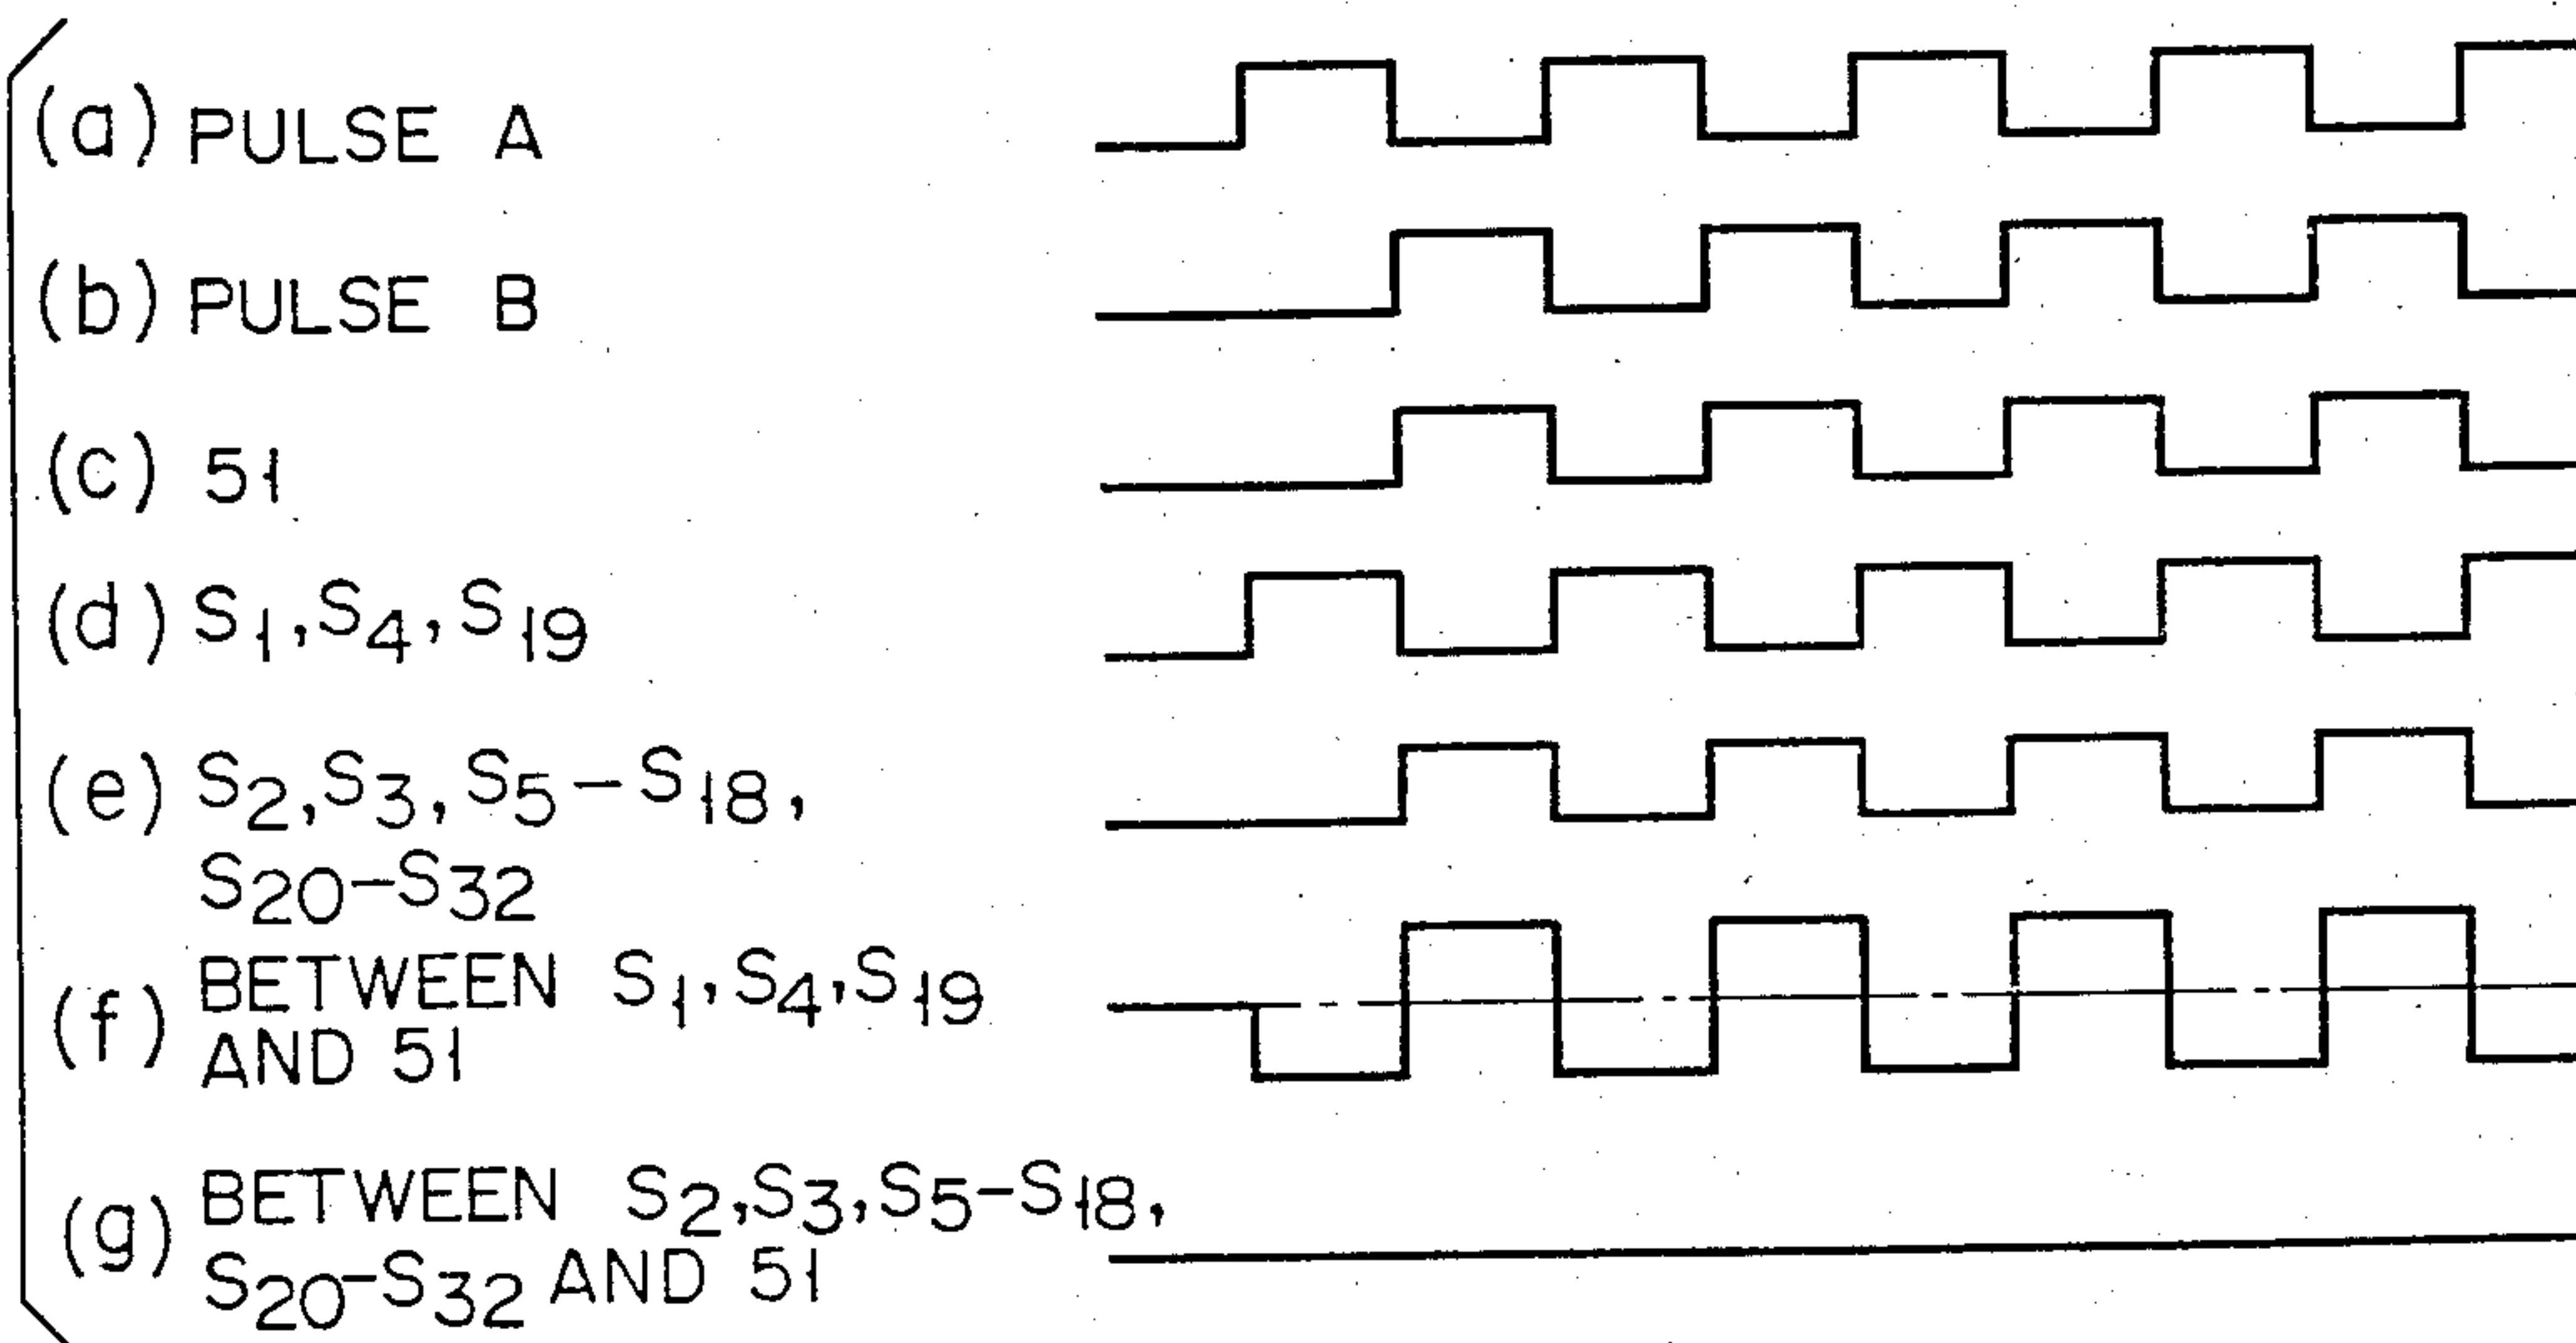 (a) PULSE A
(b) PULSE B
(c) 51
(d) S1, S4, S19
(e) S2, S3, S5-S18,
S20-S32
(f) BETWEEN S1, S4, S19
AND 51
(g) BETWEEN S2, S3, S5-S18,
S20-S32 AND 51